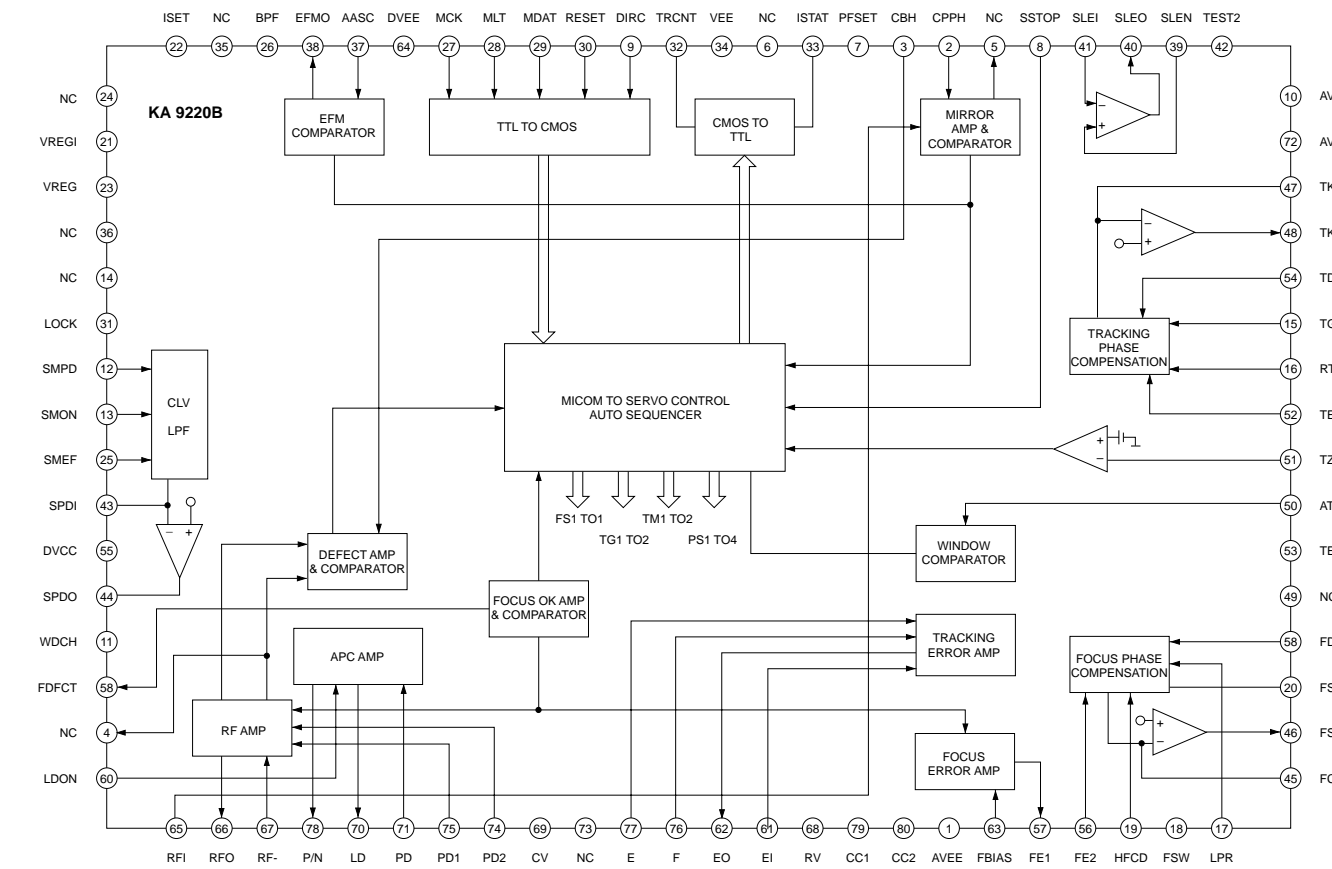 ISET NC BPF EFMO AASC DVEE MCK MLT MDAT RESET DIRC TRCNT VEE NC ISTAT PFSET CBH CPPH NC SSTOP SLEI SLEO SLEN TEST2
22 35 26 38 37 64 27 28 29 30 9 32 34 6 33 7 3 2 5 8 41 40 39 42
KA 9220B
NC 24
VREGI 21
VREG 23
NC 36
NC 14
LOCK 31
SMPD 12
SMON 13
SMEF 25
SPDI 43
DVCC 55
SPDO 44
WDCH 11
FDFCT 58
NC 4
LDON 60
EFM
COMPARATOR
TTL TO CMOS
CMOS TO
TTL
MIRROR
AMP &
COMPARATOR
−
+
10 AV
72 AV
47 TK
48 TK
54 TD
15 TG
16 RT
52 TE
51 TZ
50 AT
53 TE
49 NC
58 FD
20 FS
46 FS
45 FG
−
+
TRACKING
PHASE
COMPENSATION
+
−
CLV
LPF
− +
MICOM TO SERVO CONTROL
AUTO SEQUENCER
FS1 TO1
TG1 TO2
TM1 TO2
PS1 TO4
WINDOW
COMPARATOR
DEFECT AMP
& COMPARATOR
FOCUS OK AMP
& COMPARATOR
APC AMP
TRACKING
ERROR AMP
FOCUS PHASE
COMPENSATION
RF AMP
FOCUS
ERROR AMP
+
−
65 66 67 78 70 71 75 74 69 73 77 76 62 61 68 79 80 1 63 57 56 19 18 17
RFI RFO RF- P/N LD PD PD1 PD2 CV NC E F EO EI RV CC1 CC2 AVEE FBIAS FE1 FE2 HFCD FSW LPR